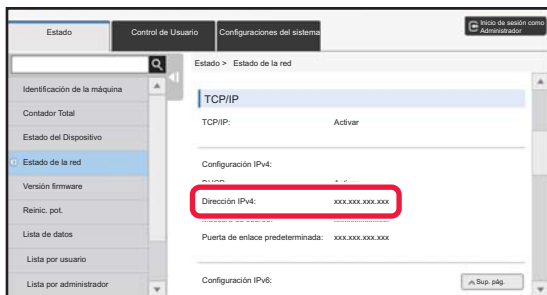 Estado
Control de Usuario
Configuraciones del sistema
Inicio de sesión como
Administrador
Estado > Estado de la red
Identificación de la máquina
Contador Total
Estado del Dispositivo
Estado de la red
Versión firmware
Reinic. pot.
Lista de datos
Lista por usuario
Lista por administrador
TCP/IP
TCP/IP: Activar
Configuración IPv4:
Dirección IPv4: xxx.xxx.xxx.xxx
Puerta de enlace predeterminada: xxx.xxx.xxx.xxx
Configuración IPv6:
Sup. pág.